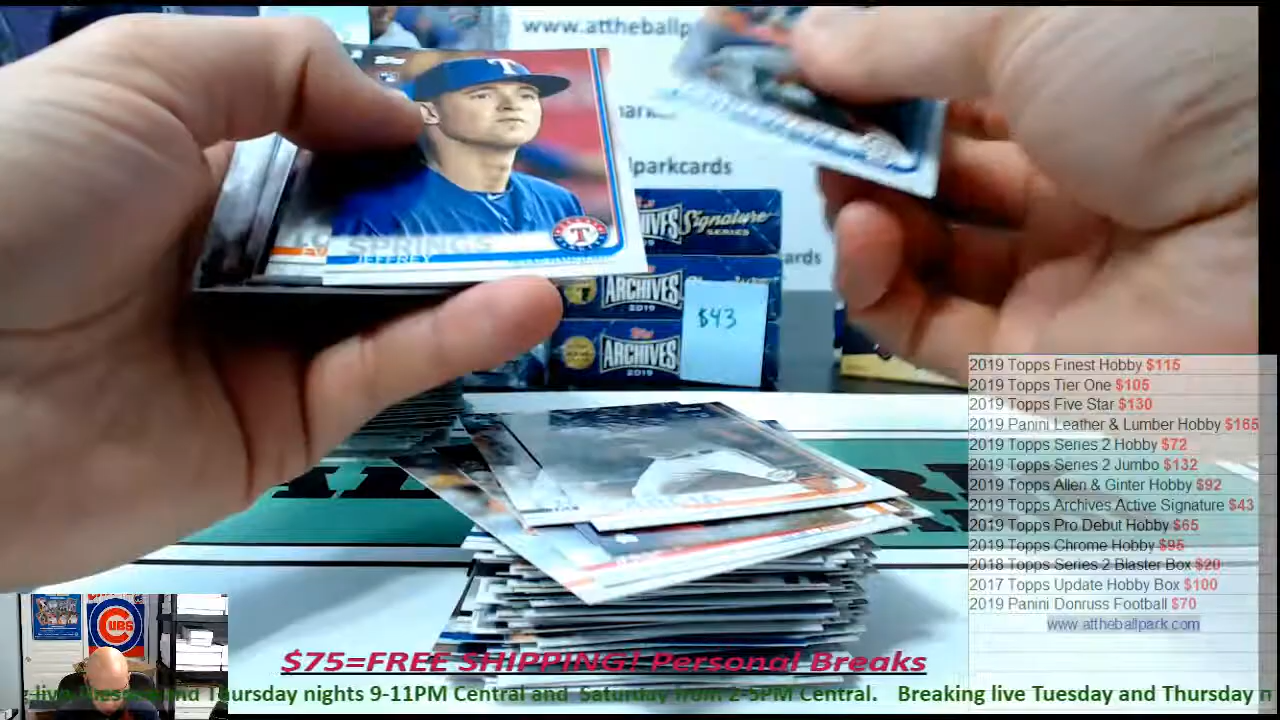 www.attheballp
lparkcards
SPRINGS
JEFFREY
T
T
Signature
SERIES
ARCHIVES
2019
$43
Topps
ARCHIVES
2019
2019 Topps Finest Hobby $115
2019 Topps Tier One $105
2019 Topps Five Star $130
2019 Panini Leather & Lumber Hobby $165
2019 Topps Series 2 Hobby $72
2019 Topps Series 2 Jumbo $132
2019 Topps Allen & Ginter Hobby $92
2019 Topps Archives Active Signature $43
2019 Topps Pro Debut Hobby $65
2019 Topps Chrome Hobby $95
2018 Topps Series 2 Blaster Box $20
2017 Topps Update Hobby Box $100
2019 Panini Donruss Football $70
www.attheballpark.com
CUBS
$75=FREE SHIPPING! Personal Breaks
Thursday nights 9-11PM Central and Saturday from 2-5PM Central. Breaking live Tuesday and Thursday n